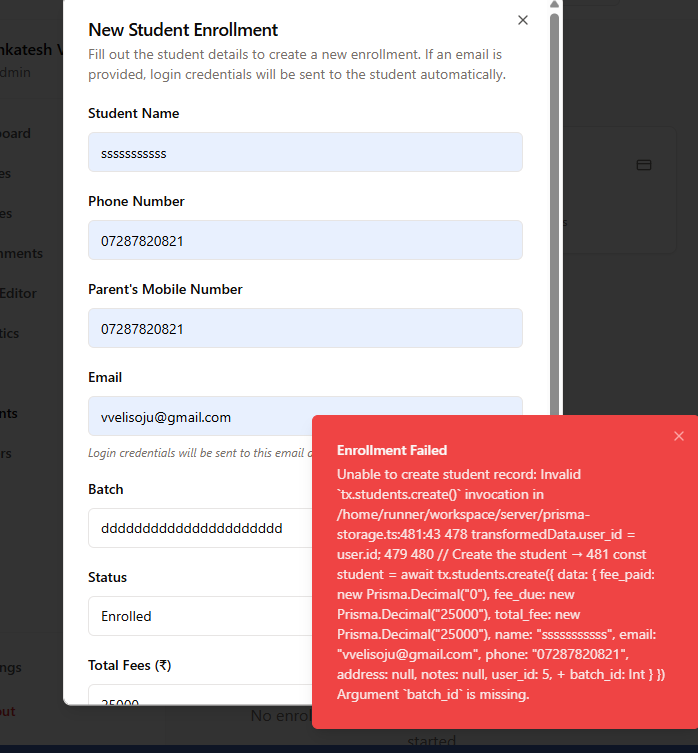 New Student Enrollment
Fill out the student details to create a new enrollment. If an email is
provided, login credentials will be sent to the student automatically.
Student Name
sssssssssss
Phone Number
07287820821
Parent's Mobile Number
07287820821
Email
vvelisoju@gmail.com
Login credentials will be sent to this email
Batch
dddddddddddddddddddddd
Status
Enrolled
Total Fees (₹)
25000
Enrollment Failed
Unable to create student record: Invalid
`tx.students.create()` invocation in
/home/runner/workspace/server/prisma-
storage.ts:481:43 478 transformedData.user_id =
user.id; 479 480 // Create the student → 481 const
student = await tx.students.create({ data: { fee_paid:
new Prisma.Decimal("0"), fee_due: new
Prisma.Decimal("25000"), total_fee: new
Prisma.Decimal("25000"), name: "sssssssssss", email:
"vvelisoju@gmail.com", phone: "07287820821",
address: null, notes: null, user_id: 5, + batch_id: Int } })
Argument `batch_id` is missing.
nkatesh V
dmin
oard
es
es
nments
Editor
tics
nts
rs
ngs
out
s
No enrol
started